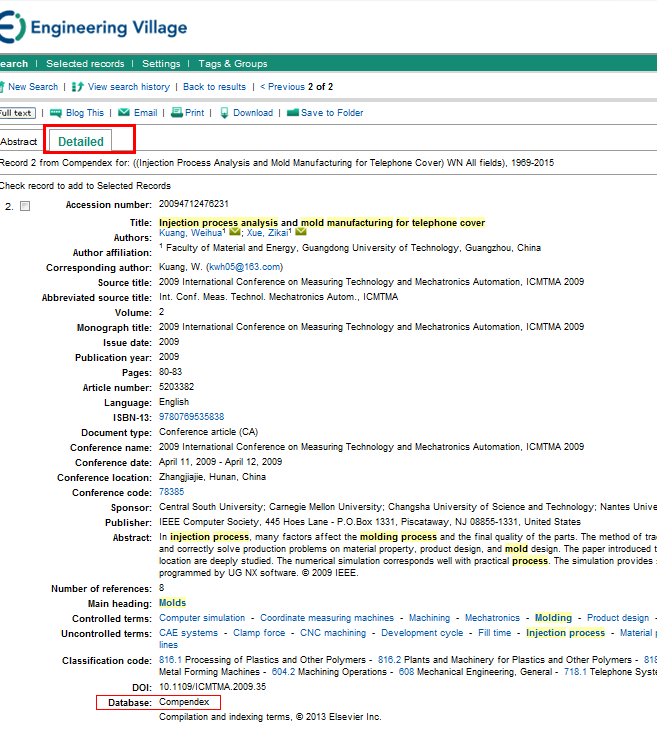 Engineering Village
earch | Selected records | Settings | Tags & Groups
New Search | View search history | Back to results | < Previous 2 of 2
Full text | Blog This | Email | Print | Download | Save to Folder
Abstract Detailed
Record 2 from Compendex for: ((Injection Process Analysis and Mold Manufacturing for Telephone Cover) WN All fields), 1969-2015
Check record to add to Selected Records
2. Accession number: 20094712476231
Title: Injection process analysis and mold manufacturing for telephone cover
Authors: Kuang, Weihua1 ; Xue, Zikai1
Author affiliation: 1 Faculty of Material and Energy, Guangdong University of Technology, Guangzhou, China
Corresponding author: Kuang, W. (kwh05@163.com)
Source title: 2009 International Conference on Measuring Technology and Mechatronics Automation, ICMTMA 2009
Abbreviated source title: Int. Conf. Meas. Technol. Mechatronics Autom., ICMTMA
Volume: 2
Monograph title: 2009 International Conference on Measuring Technology and Mechatronics Automation, ICMTMA 2009
Issue date: 2009
Publication year: 2009
Pages: 80-83
Article number: 5203382
Language: English
ISBN-13: 9780769535838
Document type: Conference article (CA)
Conference name: 2009 International Conference on Measuring Technology and Mechatronics Automation, ICMTMA 2009
Conference date: April 11, 2009 - April 12, 2009
Conference location: Zhangjiajie, Hunan, China
Conference code: 78385
Sponsor: Central South University; Carnegie Mellon University; Changsha University of Science and Technology; Nantes Unive
Publisher: IEEE Computer Society, 445 Hoes Lane - P.O.Box 1331, Piscataway, NJ 08855-1331, United States
Abstract: In injection process, many factors affect the molding process and the final quality of the parts. The method of tra
and correctly solve production problems on material property, product design, and mold design. The paper introduced t
location are deeply studied. The numerical simulation corresponds well with practical process. The simulation provides
programmed by UG NX software. © 2009 IEEE.
Number of references: 8
Main heading: Molds
Controlled terms: Computer simulation - Coordinate measuring machines - Machining - Mechatronics - Molding - Product design -
Uncontrolled terms: CAE systems - Clamp force - CNC machining - Development cycle - Fill time - Injection process - Material p
lines
Classification code: 816.1 Processing of Plastics and Other Polymers - 816.2 Plants and Machinery for Plastics and Other Polymers - 818
Metal Forming Machines - 604.2 Machining Operations - 608 Mechanical Engineering, General - 718.1 Telephone Syste
DOI: 10.1109/ICMTMA.2009.35
Database: Compendex
Compilation and indexing terms, © 2013 Elsevier Inc.